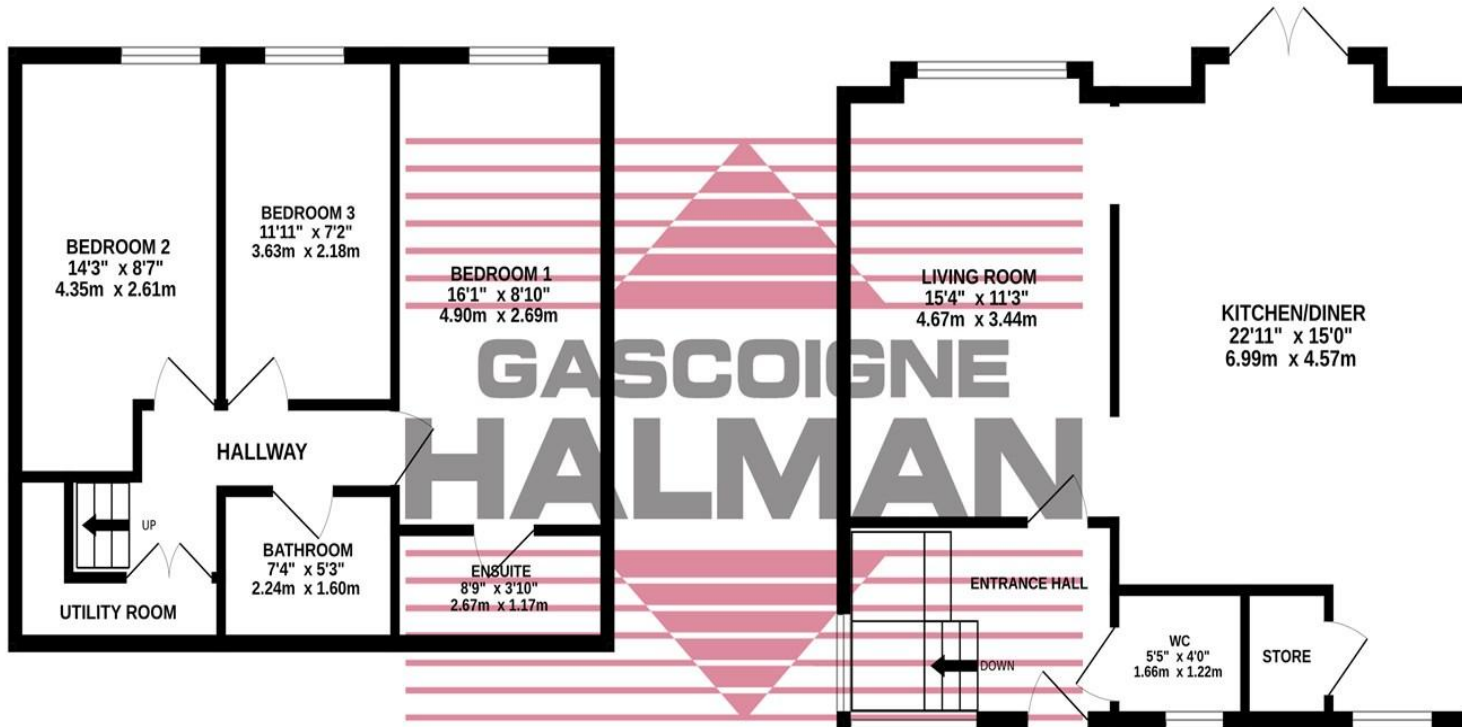 BEDROOM 2
14'3" x 8'7"
4.35m x 2.61m
BEDROOM 3
11'11" x 7'2"
3.63m x 2.18m
BEDROOM 1
16'1" x 8'10"
4.90m x 2.69m
HALLWAY
UP
BATHROOM
7'4" x 5'3"
2.24m x 1.60m
ENSUITE
8'9" x 3'10"
2.67m x 1.17m
UTILITY ROOM
GASCOIGNE
HALMAN
LIVING ROOM
15'4" x 11'3"
4.67m x 3.44m
KITCHEN/DINER
22'11" x 15'0"
6.99m x 4.57m
ENTRANCE HALL
DOWN
WC
5'5" x 4'0"
1.66m x 1.22m
STORE